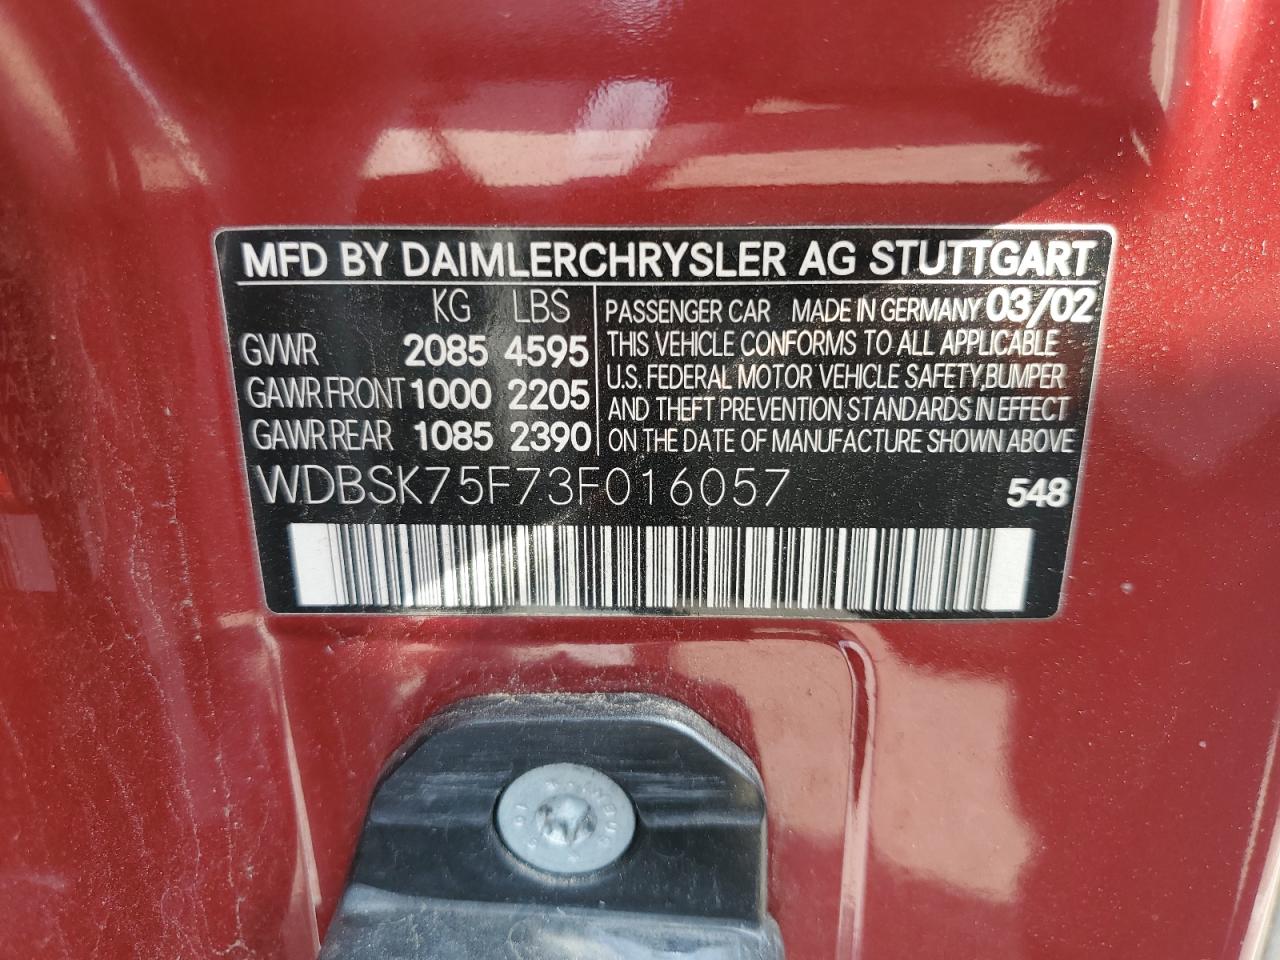 MFD BY DAIMLERCHRYSLER AG STUTTGART
KG LBS
GVWR 2085 4595
GAWR FRONT 1000 2205
GAWR REAR 1085 2390
PASSENGER CAR MADE IN GERMANY 03/02
THIS VEHICLE CONFORMS TO ALL APPLICABLE
U.S. FEDERAL MOTOR VEHICLE SAFETY, BUMPER
AND THEFT PREVENTION STANDARDS IN EFFECT
ON THE DATE OF MANUFACTURE SHOWN ABOVE
WDBSK75F73F016057 548